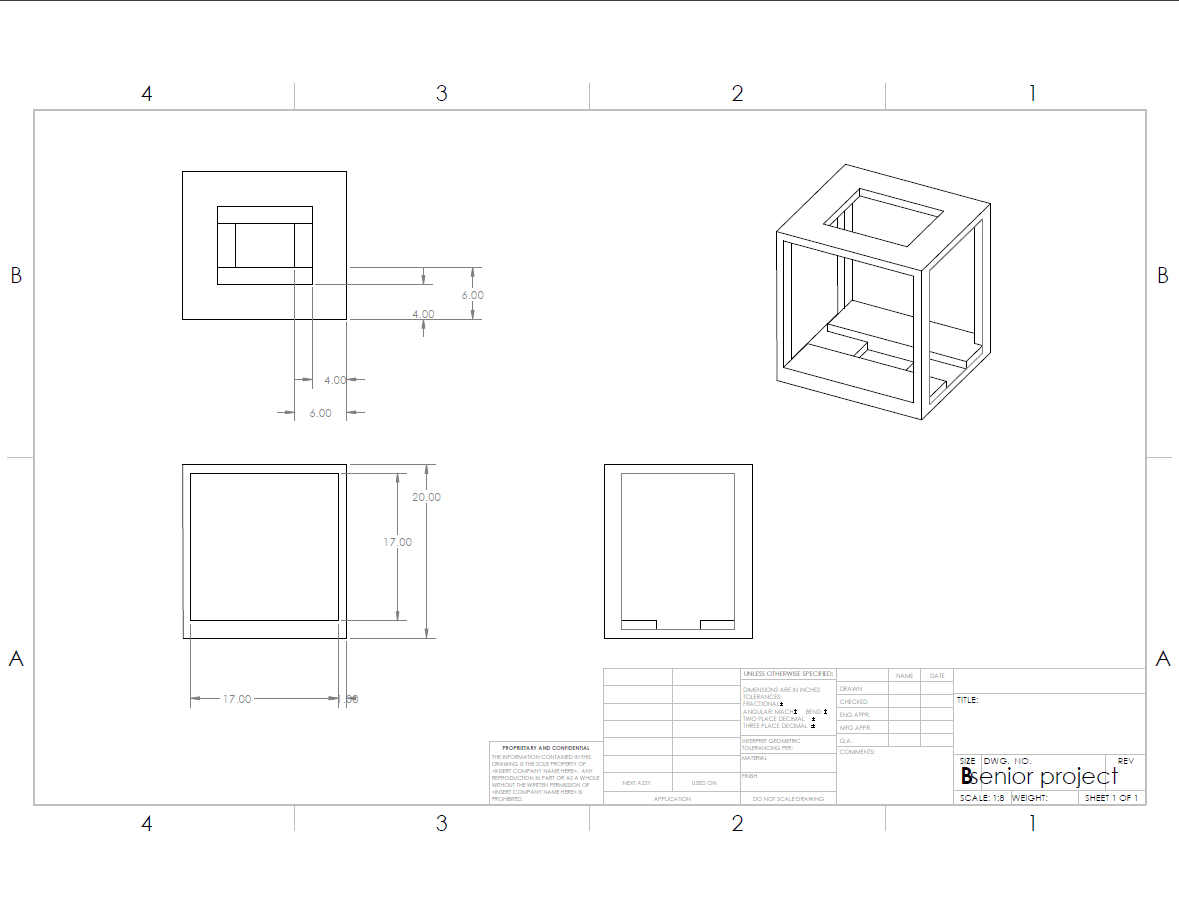 4 3 2 1
B B
6.00
4.00
4.00
6.00
20.00
17.00
A A
17.00 1.00
UNLESS OTHERWISE SPECIFIED:
DIMENSIONS ARE IN INCHES
TOLERANCES:
FRACTIONAL±
ANGULAR: MACH± BEND ±
TWO PLACE DECIMAL ±
THREE PLACE DECIMAL ±
INTERPRET GEOMETRIC
TOLERANCING PER:
MATERIAL
FINISH
DO NOT SCALE DRAWING
NAME DATE
DRAWN
CHECKED
ENG APPR.
MFG APPR.
Q.A.
COMMENTS:
TITLE:
SIZE DWG. NO. REV
B senior project
SCALE: 1:8 WEIGHT: SHEET 1 OF 1
PROPRIETARY AND CONFIDENTIAL
THE INFORMATION CONTAINED IN THIS
DRAWING IS THE SOLE PROPERTY OF
<INSERT COMPANY NAME HERE>. ANY
REPRODUCTION IN PART OR AS A WHOLE
WITHOUT THE WRITTEN PERMISSION OF
<INSERT COMPANY NAME HERE> IS
PROHIBITED.
NEXT ASSY USED ON
APPLICATION
4 3 2 1